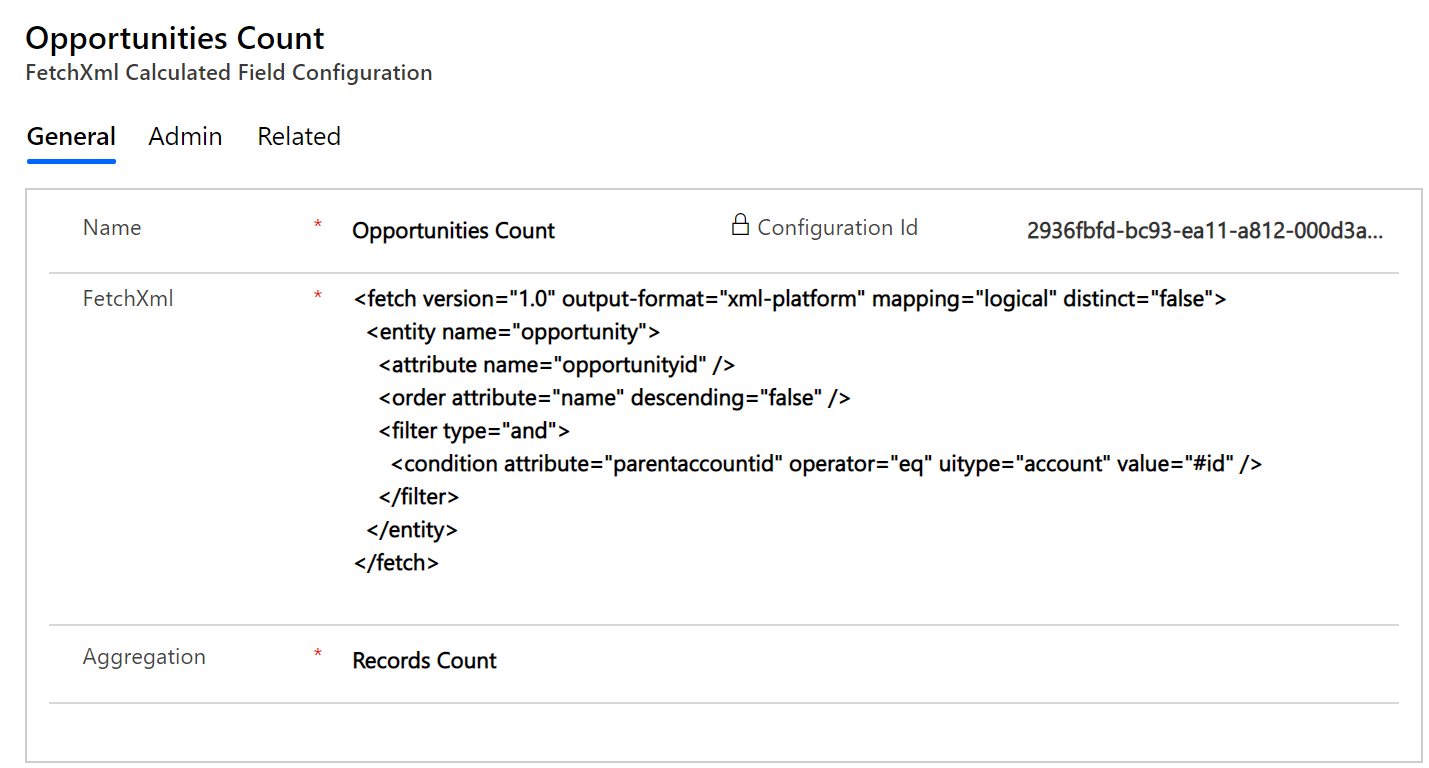 Opportunities Count
FetchXml Calculated Field Configuration
General Admin Related
Name * Opportunities Count Configuration Id 2936fbfd-bc93-ea11-a812-000d3a...
FetchXml * <fetch version="1.0" output-format="xml-platform" mapping="logical" distinct="false">
<entity name="opportunity">
<attribute name="opportunityid" />
<order attribute="name" descending="false" />
<filter type="and">
<condition attribute="parentaccountid" operator="eq" uitype="account" value="#id" />
</filter>
</entity>
</fetch>
Aggregation * Records Count